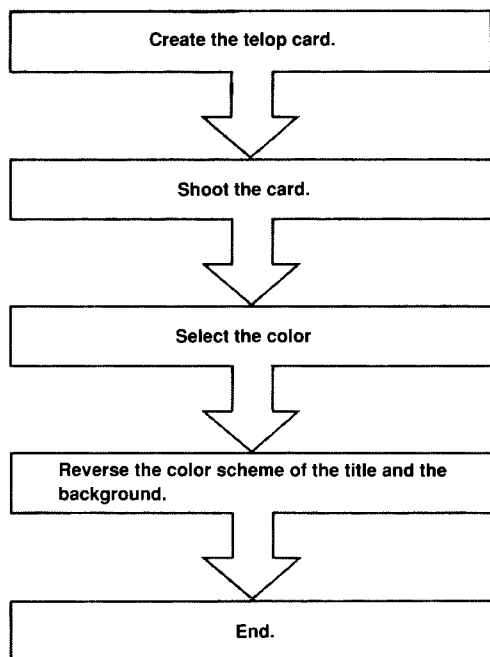 Create the telop card.
Shoot the card.
Select the color
Reverse the color scheme of the title and the
background.
End.